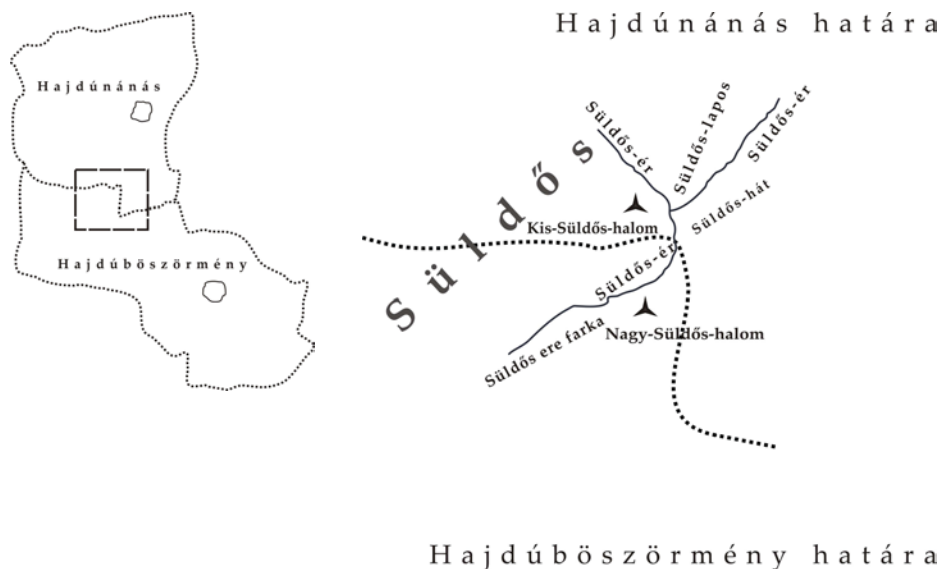 Hajdúnánás határa
Hajdúnánás
Hajdúböszörmény
Süldős
Süldős-ér
Süldős-lapos
Süldős-ér
Süldős-hát
Kis-Süldős-halom
Süldős-ér
Nagy-Süldős-halom
Süldős ere farka
Hajdúböszörmény határa